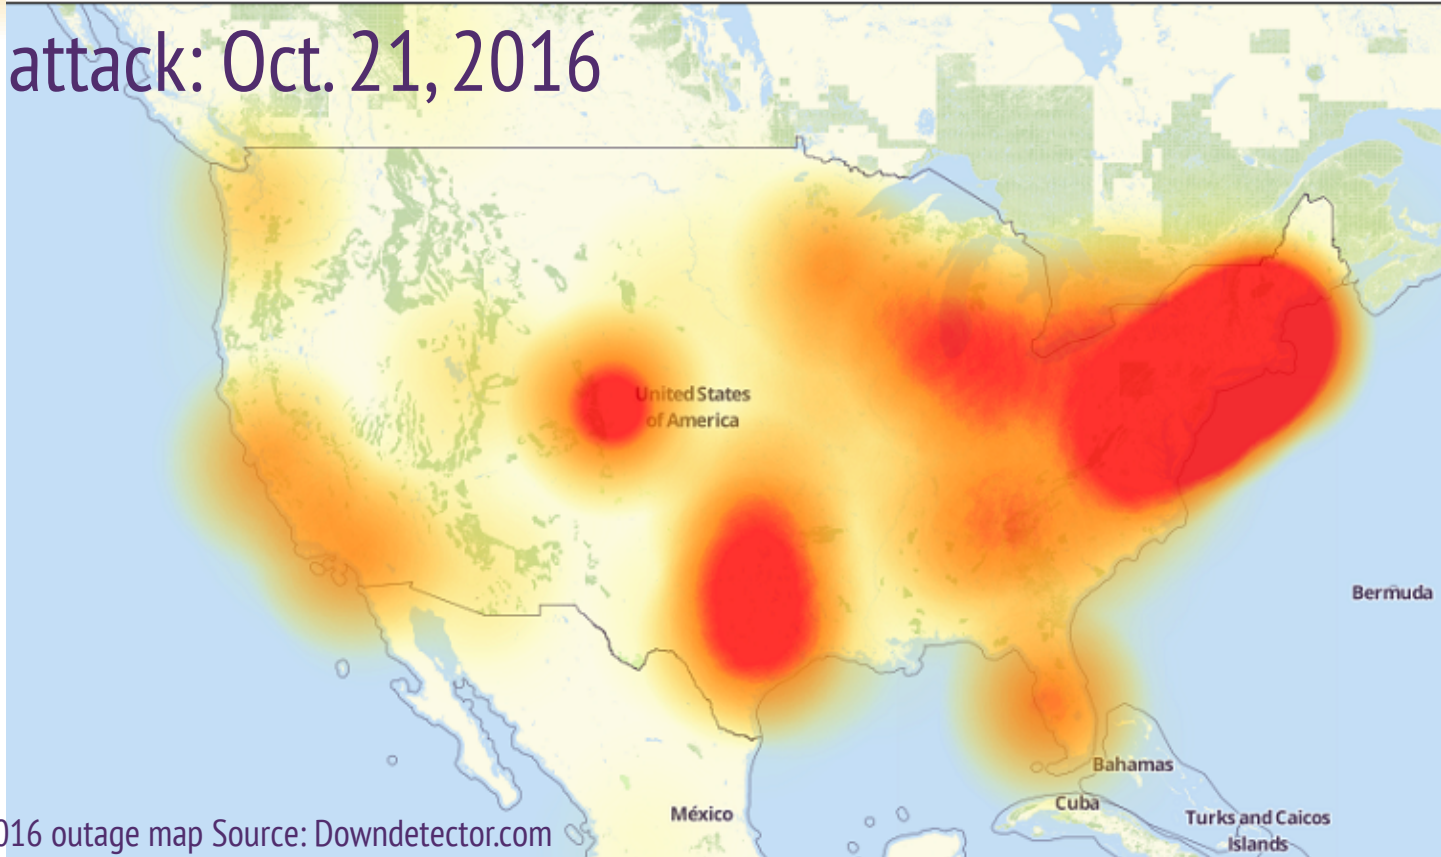 attack: Oct. 21, 2016
United States
of America
Bermuda
Bahamas
Cuba
México
Turks and Caicos
Islands
016 outage map Source: Downdetector.com